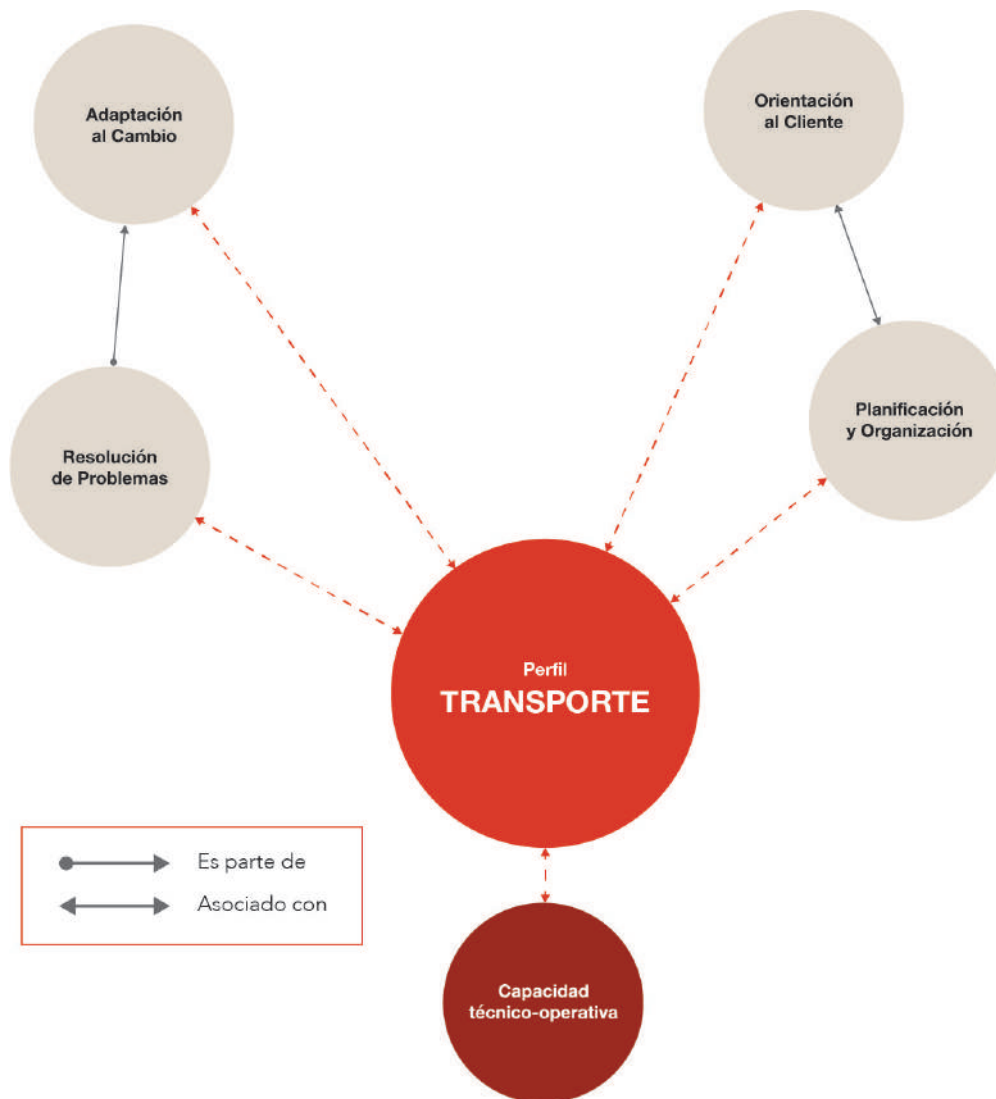 Adaptación
al Cambio
Orientación
al Cliente
Resolución
de Problemas
Planificación
y Organización
Perfil
TRANSPORTE
Es parte de
Asociado con
Capacidad
técnico-operativa